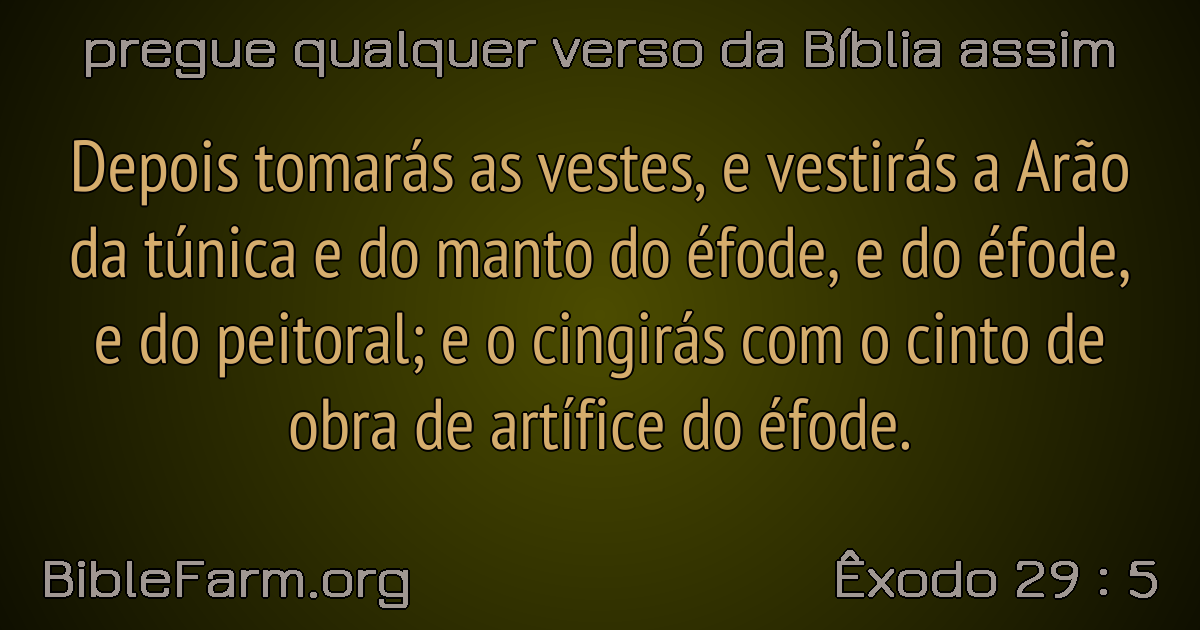 pregue qualquer verso da Bíblia assim
Depois tomarás as vestes, e vestirás a Arão
da túnica e do manto do éfode, e do éfode,
e do peitoral; e o cingirás com o cinto de
obra de artífice do éfode.
BibleFarm.org
Êxodo 29 : 5